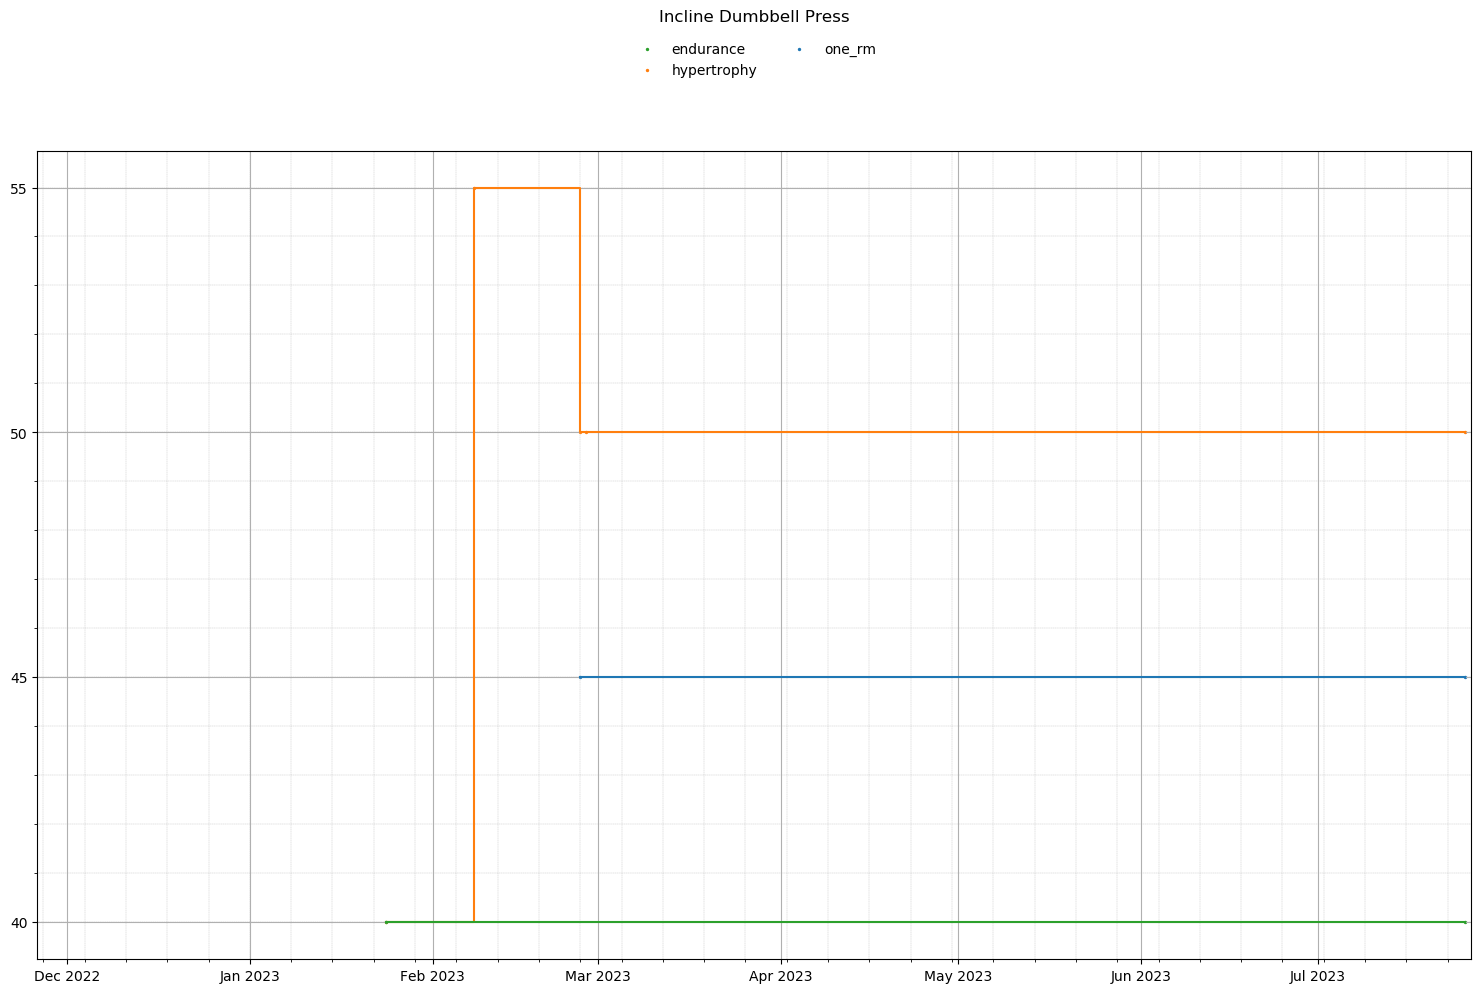 Incline Dumbbell Press
endurance one_rm
hypertrophy
55
50
45
40
Dec 2022 Jan 2023 Feb 2023 Mar 2023 Apr 2023 May 2023 Jun 2023 Jul 2023